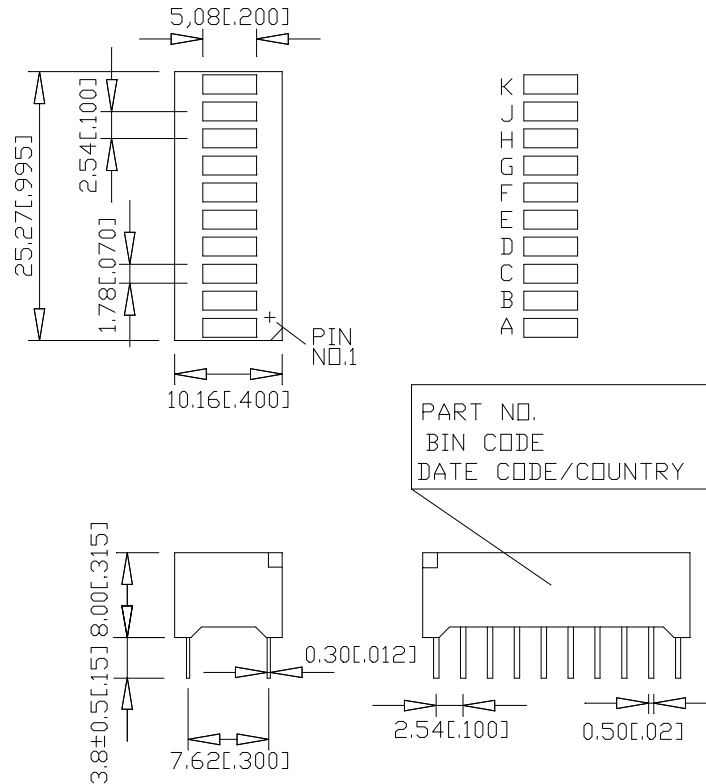 5,08[.200]
25.27[.995]
2.54[.100]
1.78[.070]
PIN
NO.1
10.16[.400]
K
J
H
G
F
E
D
C
B
A
PART NO.
BIN CODE
DATE CODE/COUNTRY
8.00[.315]
3.8±0.5[.15]
0.30[.012]
7.62[.300]
2.54[.100]
0.50[.02]